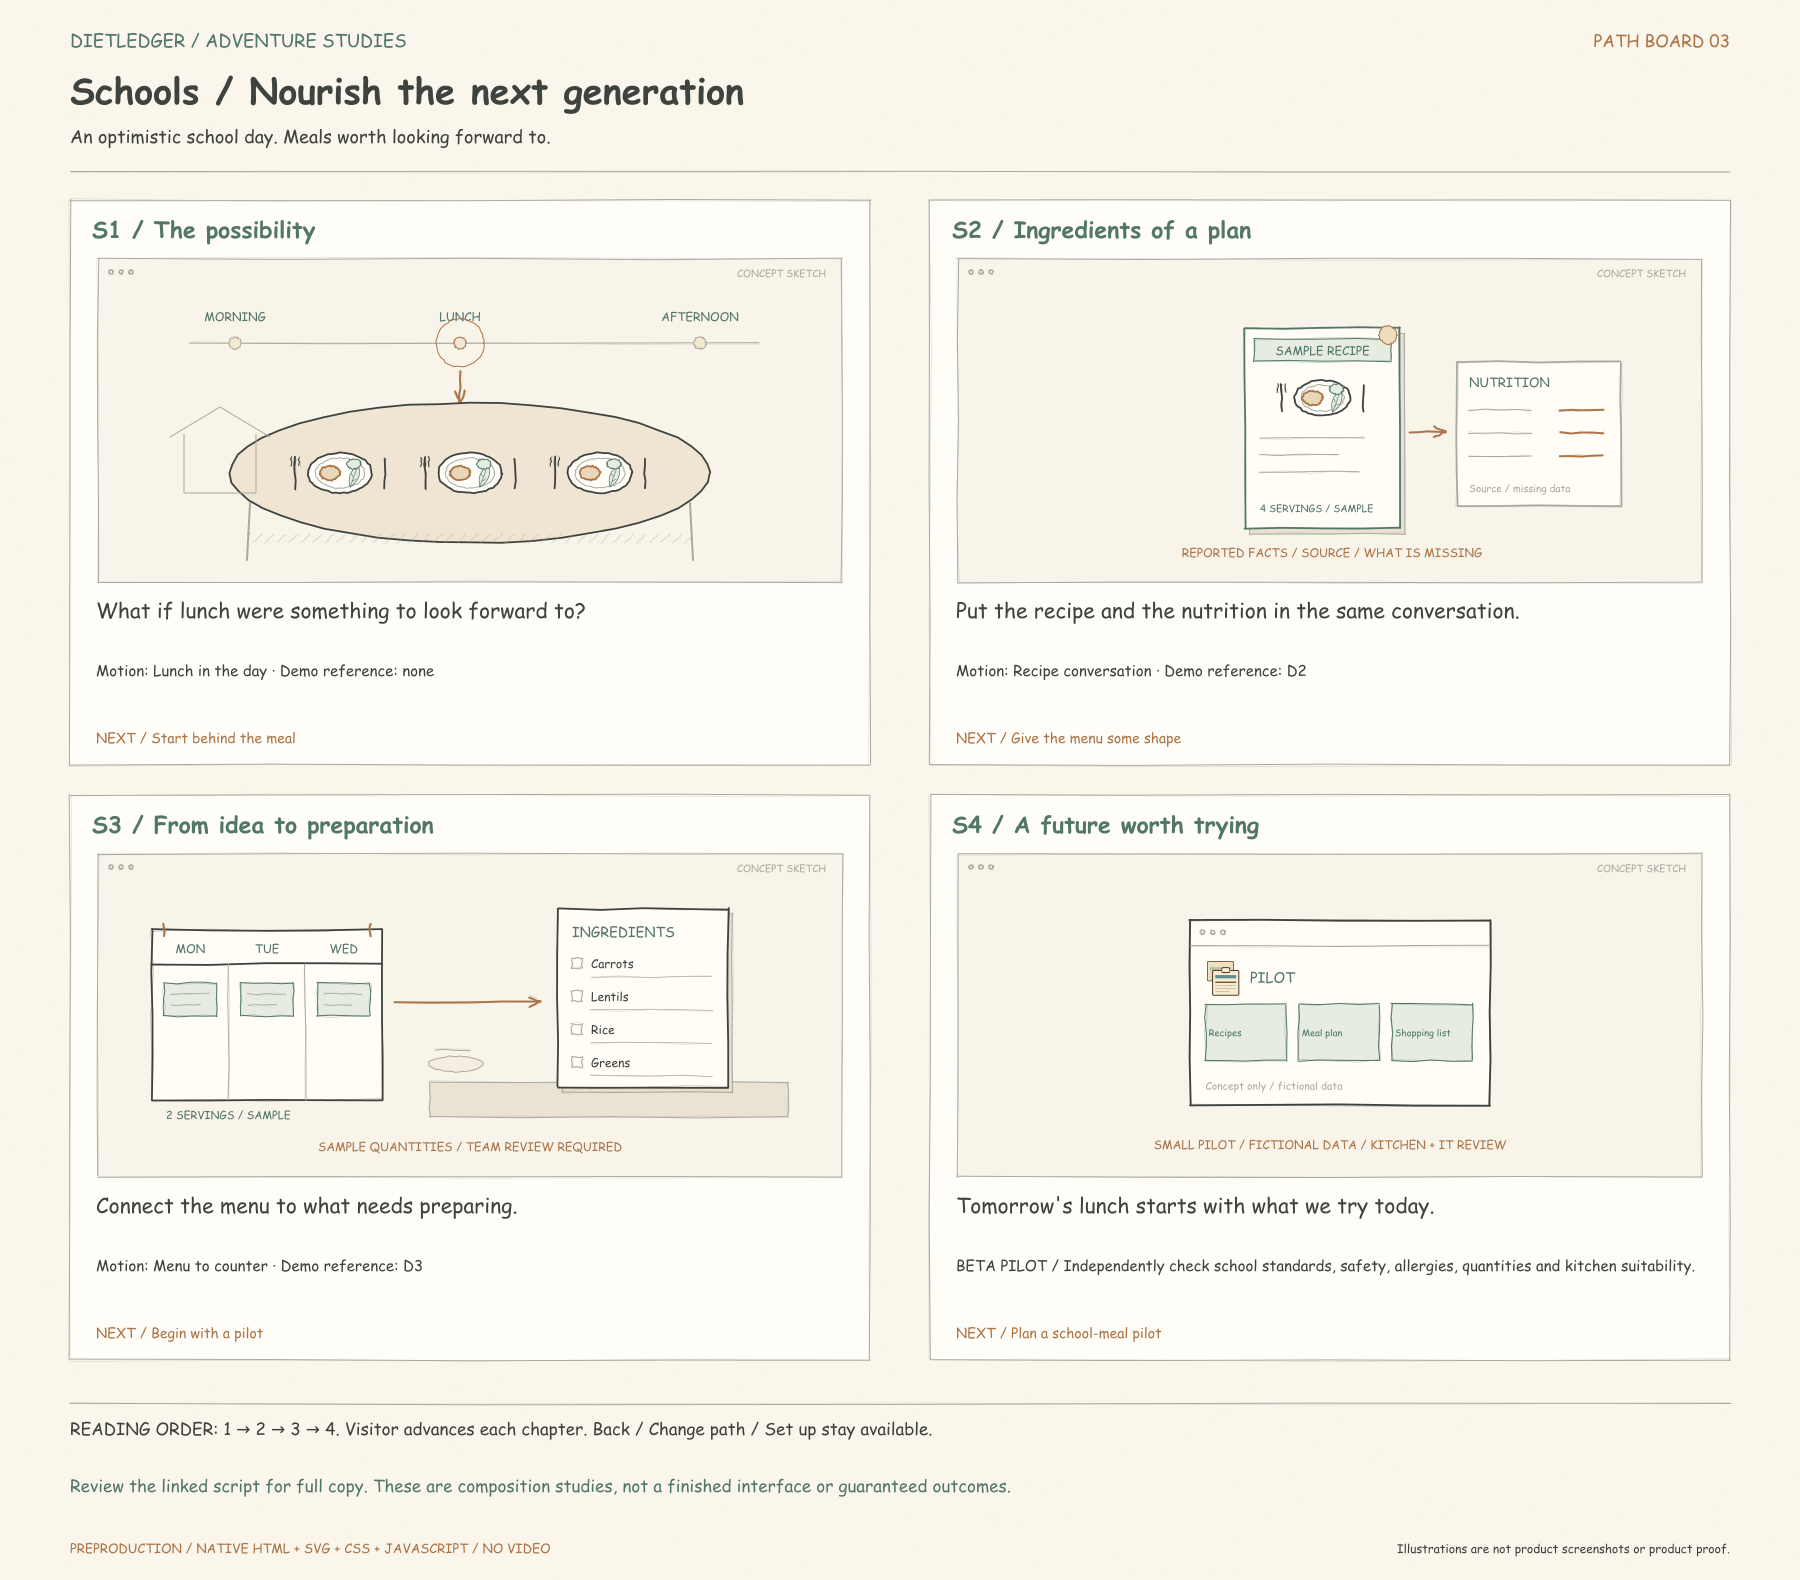 DIETLEDGER / ADVENTURE STUDIES
PATH BOARD 03
Schools / Nourish the next generation
An optimistic school day. Meals worth looking forward to.
S1 / The possibility
CONCEPT SKETCH
MORNING
LUNCH
AFTERNOON
What if lunch were something to look forward to?
Motion: Lunch in the day · Demo reference: none
NEXT / Start behind the meal
S2 / Ingredients of a plan
CONCEPT SKETCH
SAMPLE RECIPE
4 SERVINGS / SAMPLE
NUTRITION
Source / missing data
REPORTED FACTS / SOURCE / WHAT IS MISSING
Put the recipe and the nutrition in the same conversation.
Motion: Recipe conversation · Demo reference: D2
NEXT / Give the menu some shape
S3 / From idea to preparation
CONCEPT SKETCH
MON
TUE
WED
2 SERVINGS / SAMPLE
INGREDIENTS
Carrots
Lentils
Rice
Greens
SAMPLE QUANTITIES / TEAM REVIEW REQUIRED
Connect the menu to what needs preparing.
Motion: Menu to counter · Demo reference: D3
NEXT / Begin with a pilot
S4 / A future worth trying
CONCEPT SKETCH
PILOT
Recipes
Meal plan
Shopping list
Concept only / fictional data
SMALL PILOT / FICTIONAL DATA / KITCHEN + IT REVIEW
Tomorrow's lunch starts with what we try today.
BETA PILOT / Independently check school standards, safety, allergies, quantities and kitchen suitability.
NEXT / Plan a school-meal pilot
READING ORDER: 1 → 2 → 3 → 4. Visitor advances each chapter. Back / Change path / Set up stay available.
Review the linked script for full copy. These are composition studies, not a finished interface or guaranteed outcomes.
PREPRODUCTION / NATIVE HTML + SVG + CSS + JAVASCRIPT / NO VIDEO
Illustrations are not product screenshots or product proof.